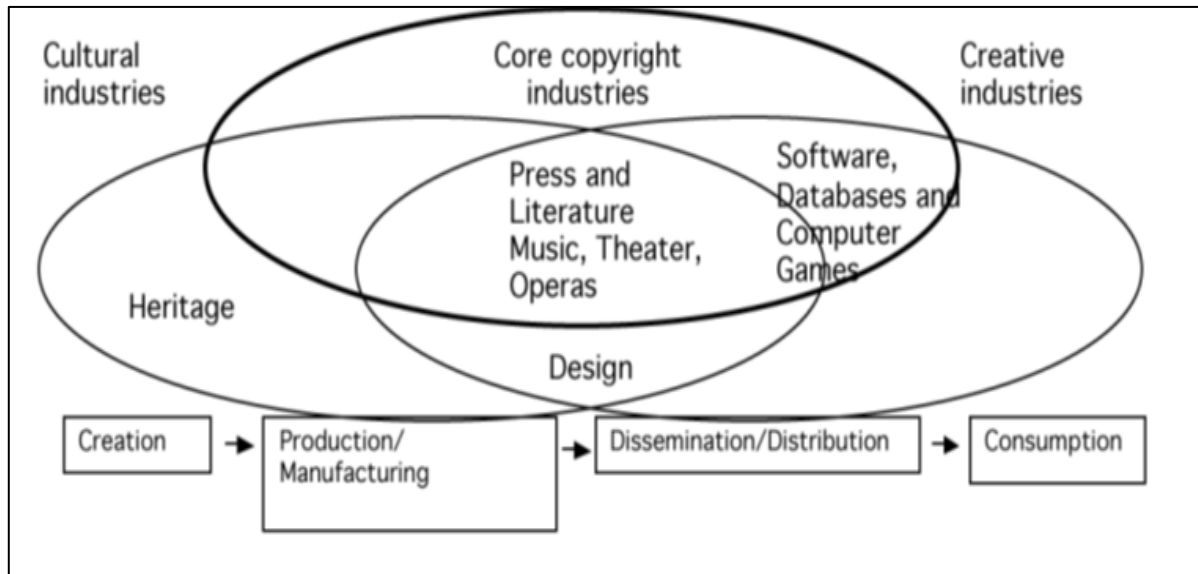 Cultural
industries
Core copyright
industries
Creative
industries
Press and
Literature
Music, Theater,
Operas
Software,
Databases and
Computer
Games
Heritage
Design
Creation
Production/
Manufacturing
Dissemination/Distribution
Consumption